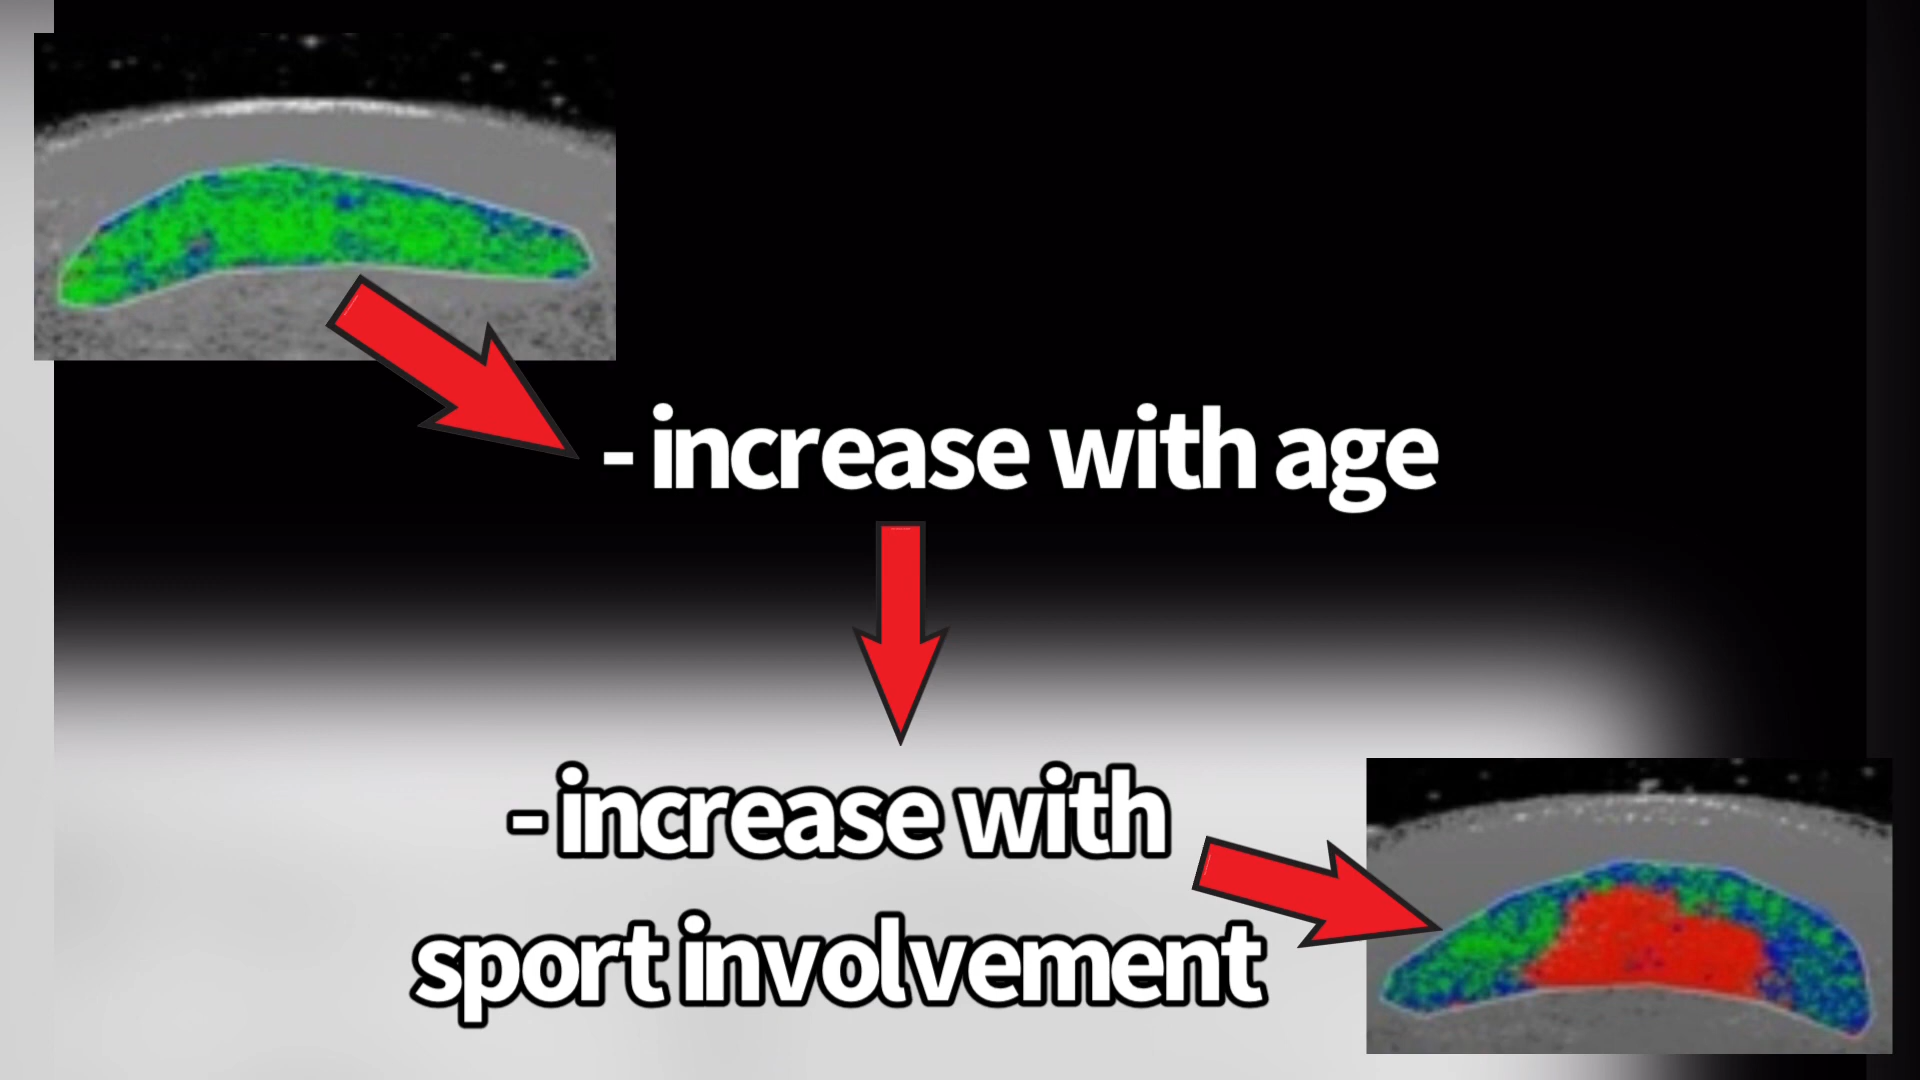 - increase with age
- increase with
sport involvement